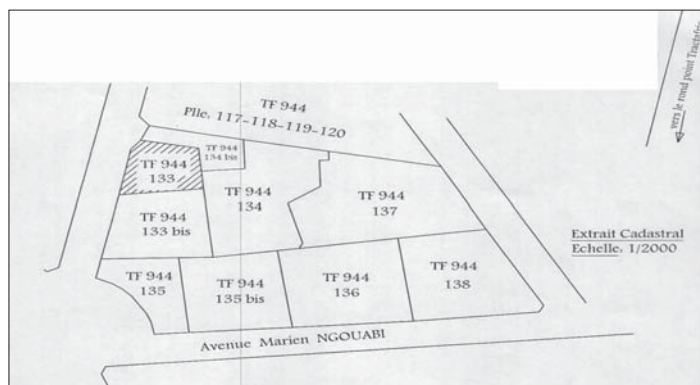 TF 944
Plle, 117-118-119-120
vers le rond point Tractafric
TF 944
134 bis
TF 944
133
TF 944
134
TF 944
137
TF 944
133 bis
Extrait Cadastral
Echelle, 1/2000
TF 944
135
TF 944
135 bis
TF 944
136
TF 944
138
Avenue Marien NGOUABI